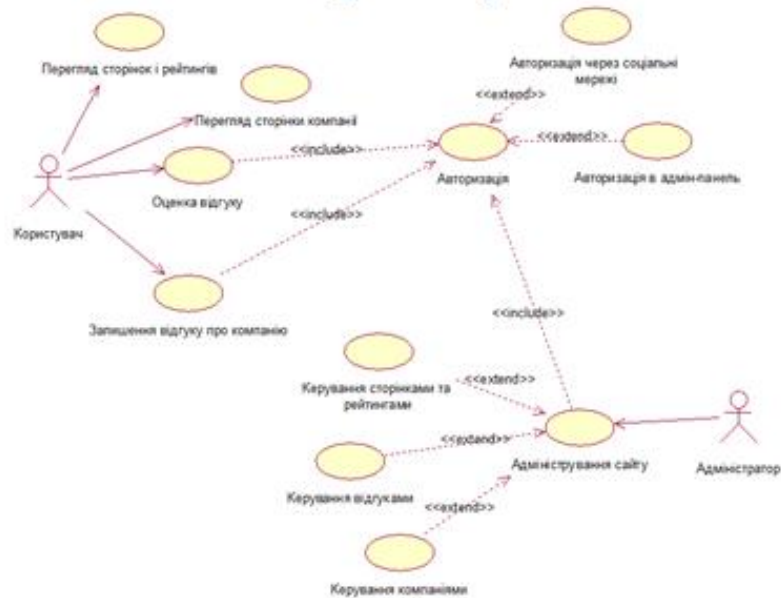 Перегляд сторінок і рейтингів
Авторизація через соціальні
мережі
<<extend>>
Перегляд сторінки компанії
<<include>>
<<extend>>
Оценка відгуку
Авторизація
Авторизація в адмін-панель
<<include>>
Користувач
Запишення відгуку про компанію
<<include>>
Керування сторінками та
рейтингами
<<extend>>
<<extend>>
Адміністрування сайту
Адміністратор
Керування відгуками
<<extend>>
Керування компаніями